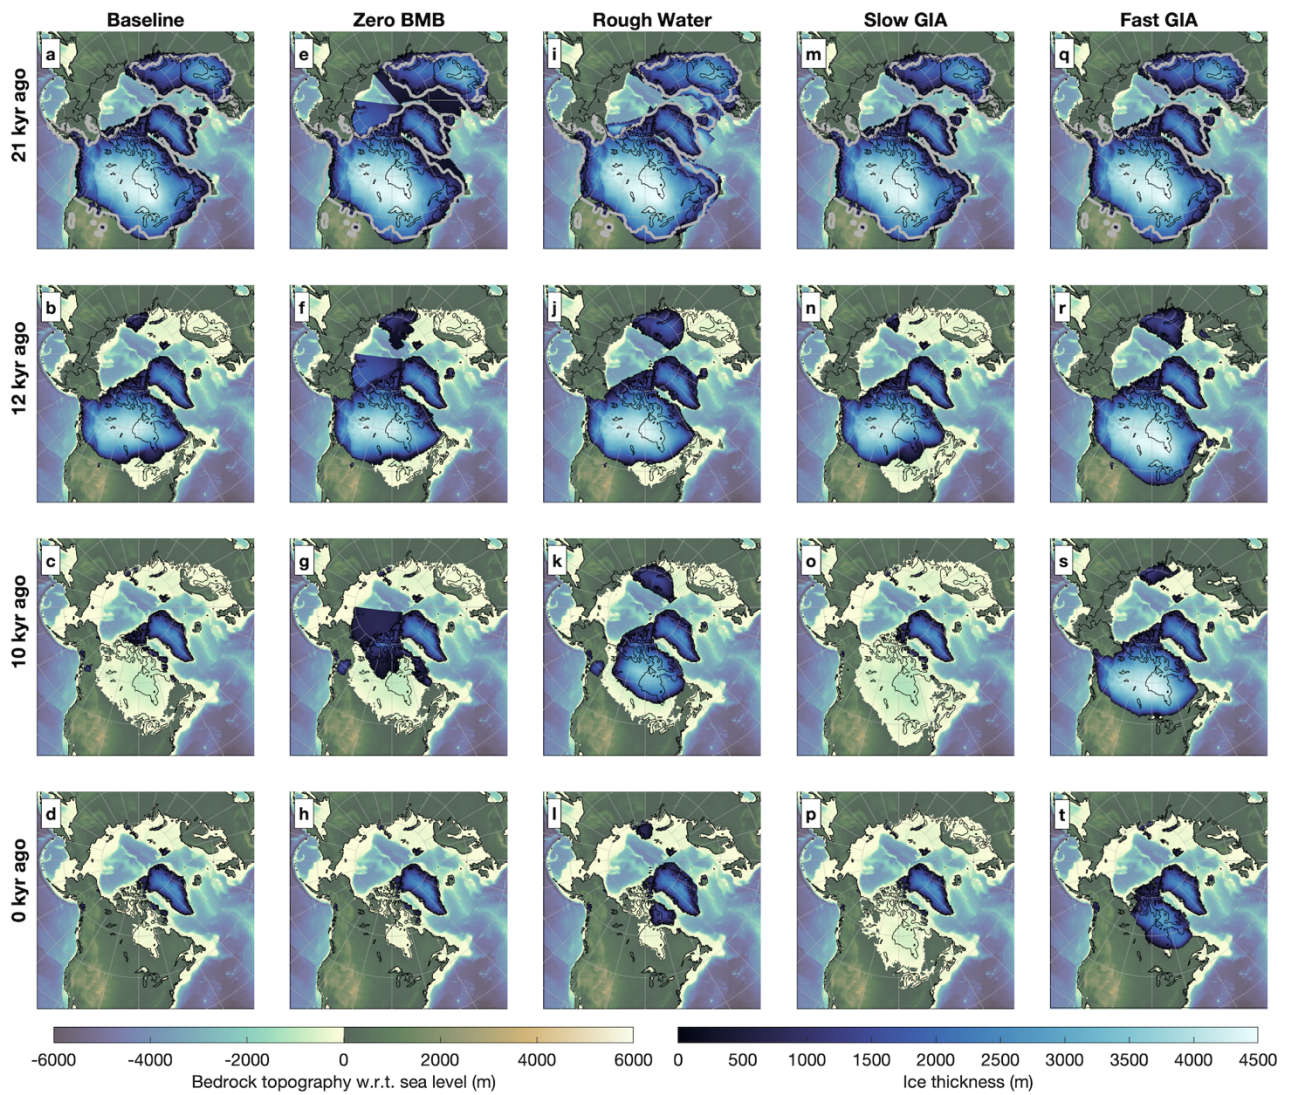 Baseline Zero BMB Rough Water Slow GIA Fast GIA
21 kyr ago
a e i m q
12 kyr ago
b f j n r
10 kyr ago
c g k o s
0 kyr ago
d h l p t
-6000 -4000 -2000 0 2000 4000 6000
Bedrock topography w.r.t. sea level (m)
0 500 1000 1500 2000 2500 3000 3500 4000 4500
Ice thickness (m)